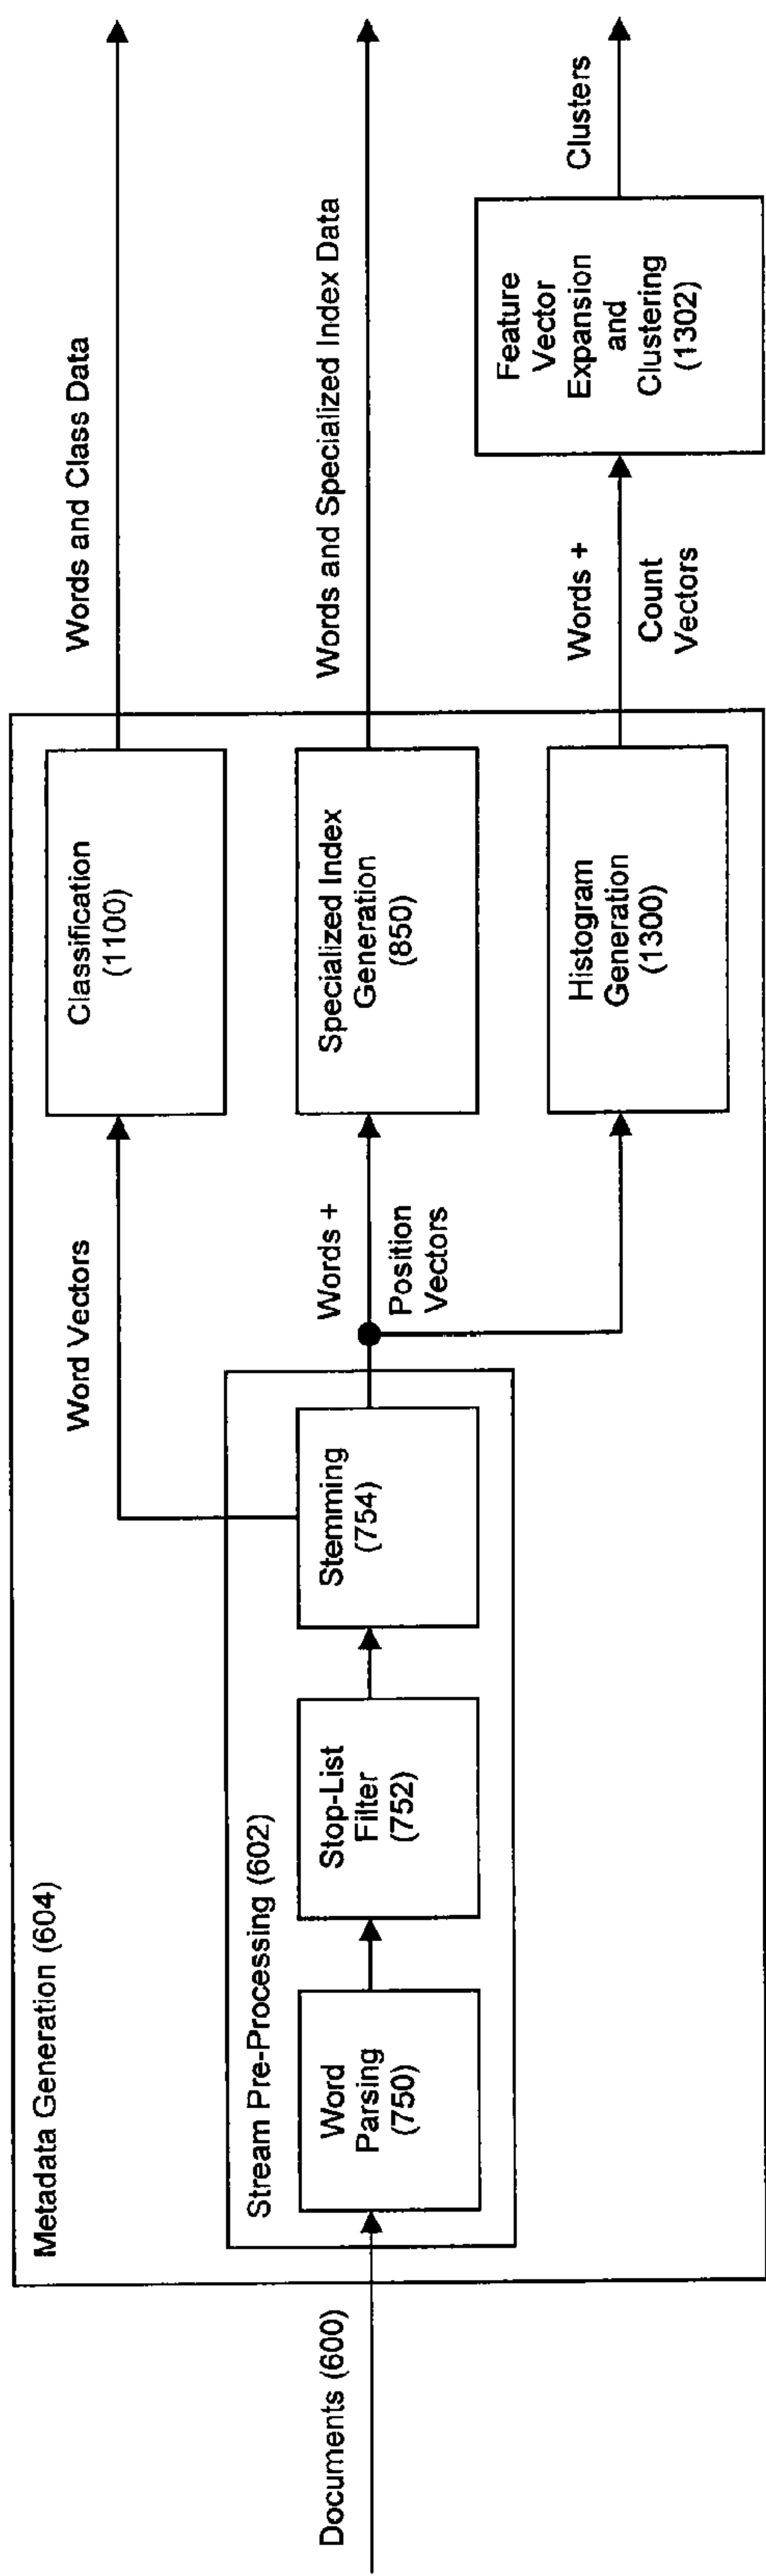 Metadata Generation (604)
Stream Pre-Processing (602)
Documents (600)
Word
Parsing
(750)
Stop-List
Filter
(752)
Stemming
(754)
Word Vectors
Words +
Position
Vectors
Classification
(1100)
Specialized Index
Generation
(850)
Histogram
Generation
(1300)
Words and Class Data
Words and Specialized Index Data
Words +
Count
Vectors
Feature
Vector
Expansion
and
Clustering
(1302)
Clusters